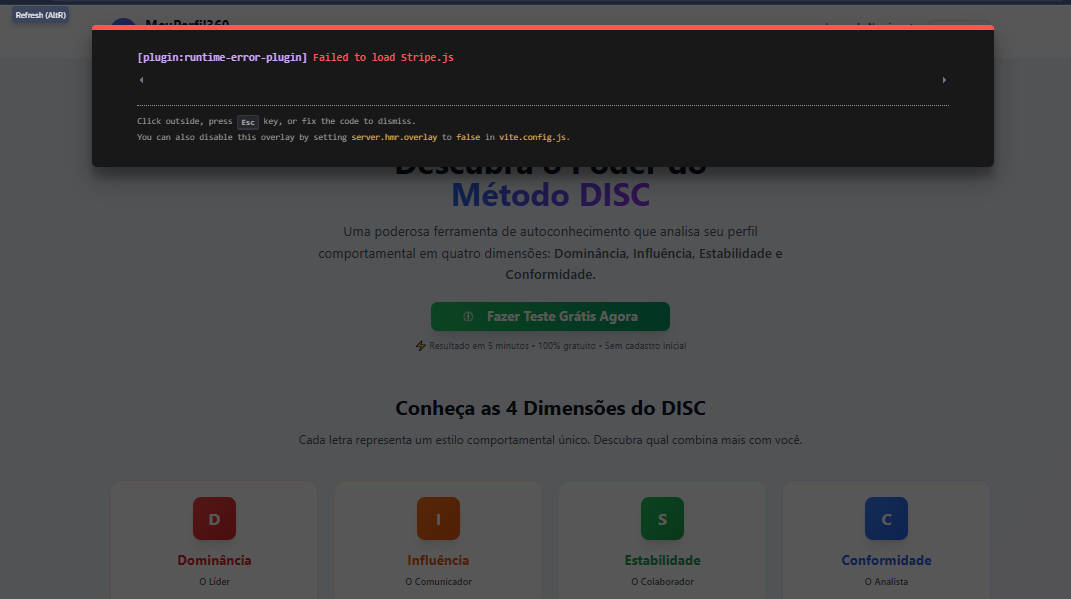 Refresh (AltR)
MeuPerfil360
[plugin:runtime-error-plugin] Failed to load Stripe.js
Click outside, press Esc key, or fix the code to dismiss.
You can also disable this overlay by setting server.hmr.overlay to false in vite.config.js.
Descubra o Poder do
Método DISC
Uma poderosa ferramenta de autoconhecimento que analisa seu perfil
comportamental em quatro dimensões: Dominância, Influência, Estabilidade e
Conformidade.
Fazer Teste Grátis Agora
⚡ Resultado em 5 minutos • 100% gratuito • Sem cadastro inicial
Conheça as 4 Dimensões do DISC
Cada letra representa um estilo comportamental único. Descubra qual combina mais com você.
D
I
S
C
Dominância
Influência
Estabilidade
Conformidade
O Líder
O Comunicador
O Colaborador
O Analista